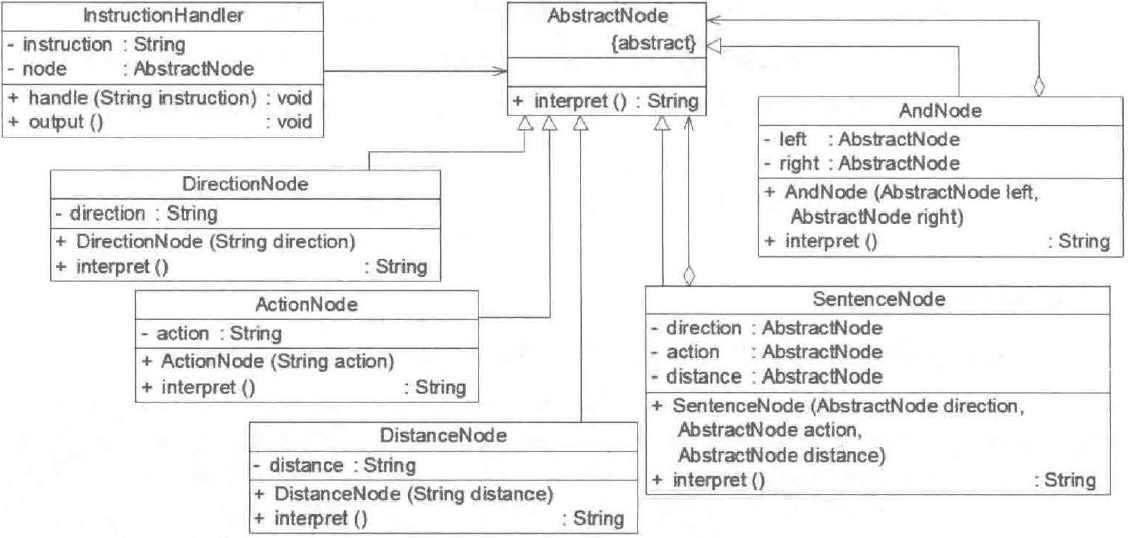 InstructionHandler
- instruction : String
- node : AbstractNode
+ handle (String instruction) : void
+ output () : void
AbstractNode
{abstract}
+ interpret () : String
AndNode
- left : AbstractNode
- right : AbstractNode
+ AndNode (AbstractNode left,
AbstractNode right)
+ interpret () : String
DirectionNode
- direction : String
+ DirectionNode (String direction)
+ interpret () : String
ActionNode
- action : String
+ ActionNode (String action)
+ interpret () : String
SentenceNode
- direction : AbstractNode
- action : AbstractNode
- distance : AbstractNode
+ SentenceNode (AbstractNode direction,
AbstractNode action,
AbstractNode distance)
+ interpret () : String
DistanceNode
- distance : String
+ DistanceNode (String distance)
+ interpret () : String